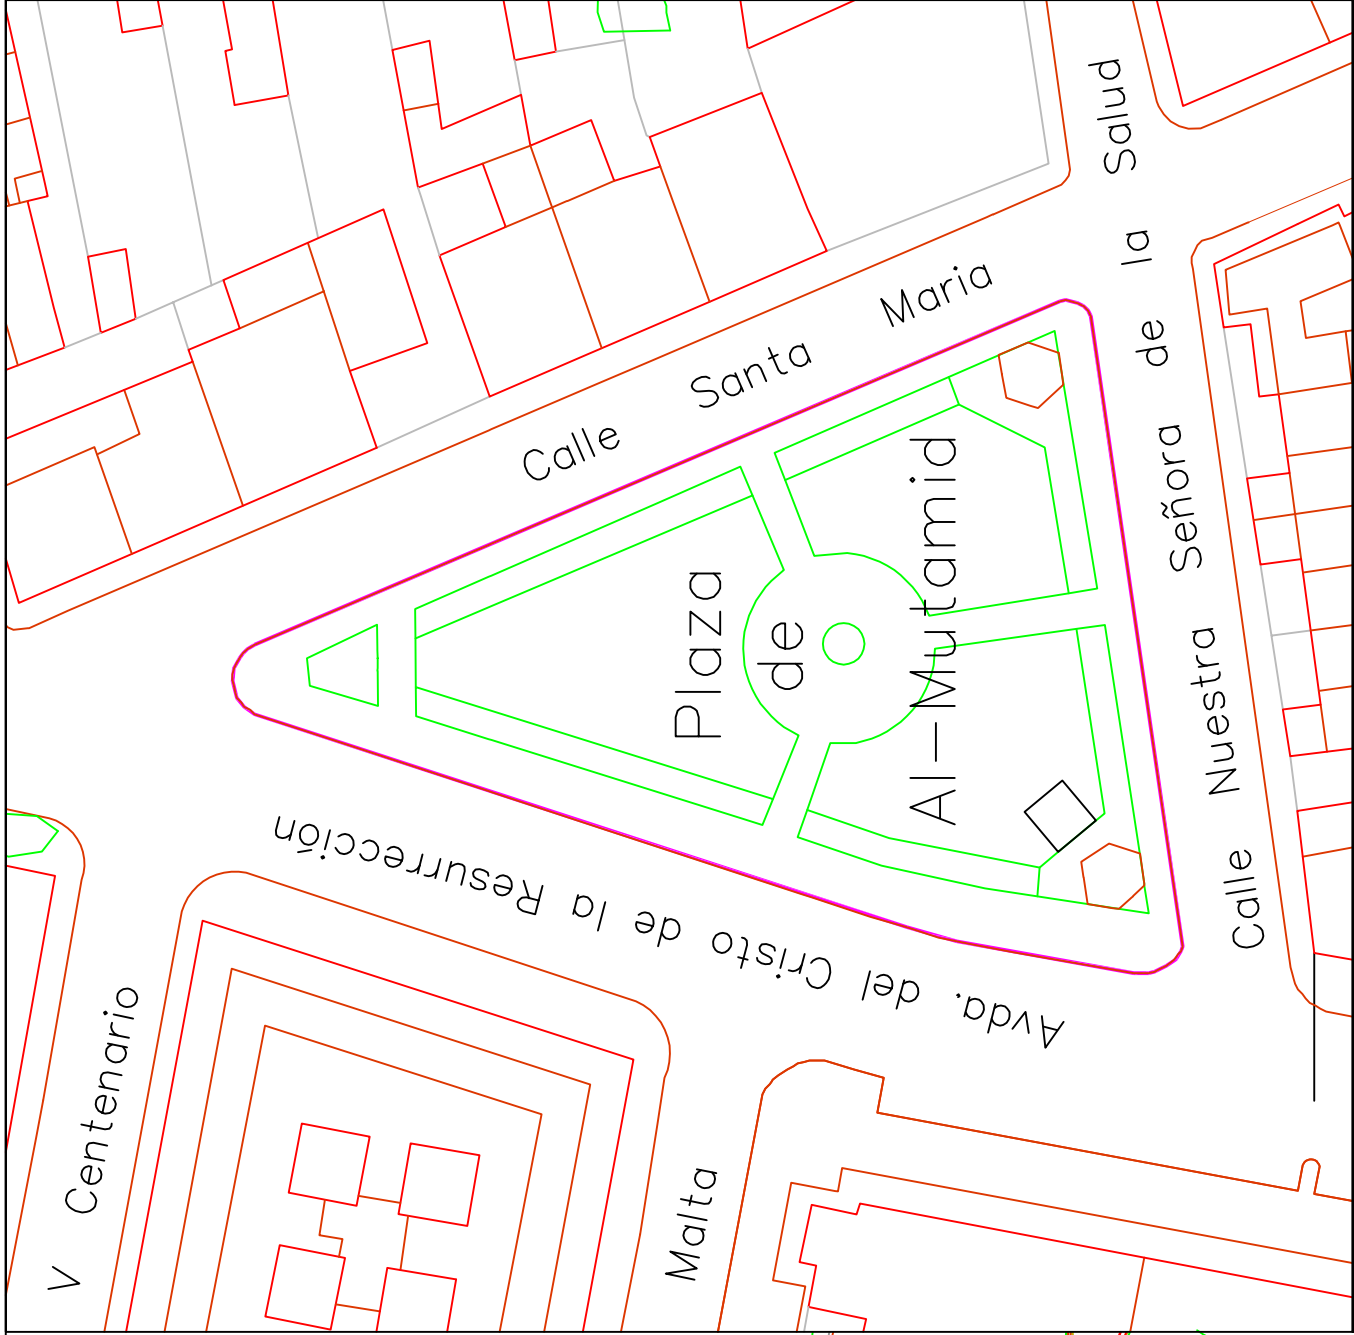 Calle Santa Maria
Calle Nuestra Señora de la Salud
Plaza
de
Al-Mutamid
Avda. del Cristo de la Resurrección
V Centenario
Malta